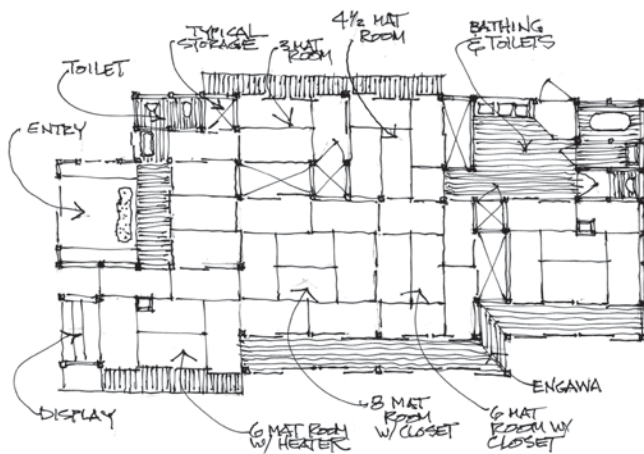 4½ MAT
ROOM
TYPICAL
STORAGE
3 MAT
ROOM
BATHING
& TOILETS
TOILET
ENTRY
DISPLAY
6 MAT ROOM
W/ HEATER
8 MAT
ROOM
W/ CLOSET
6 MAT
ROOM W/
CLOSET
ENGAWA